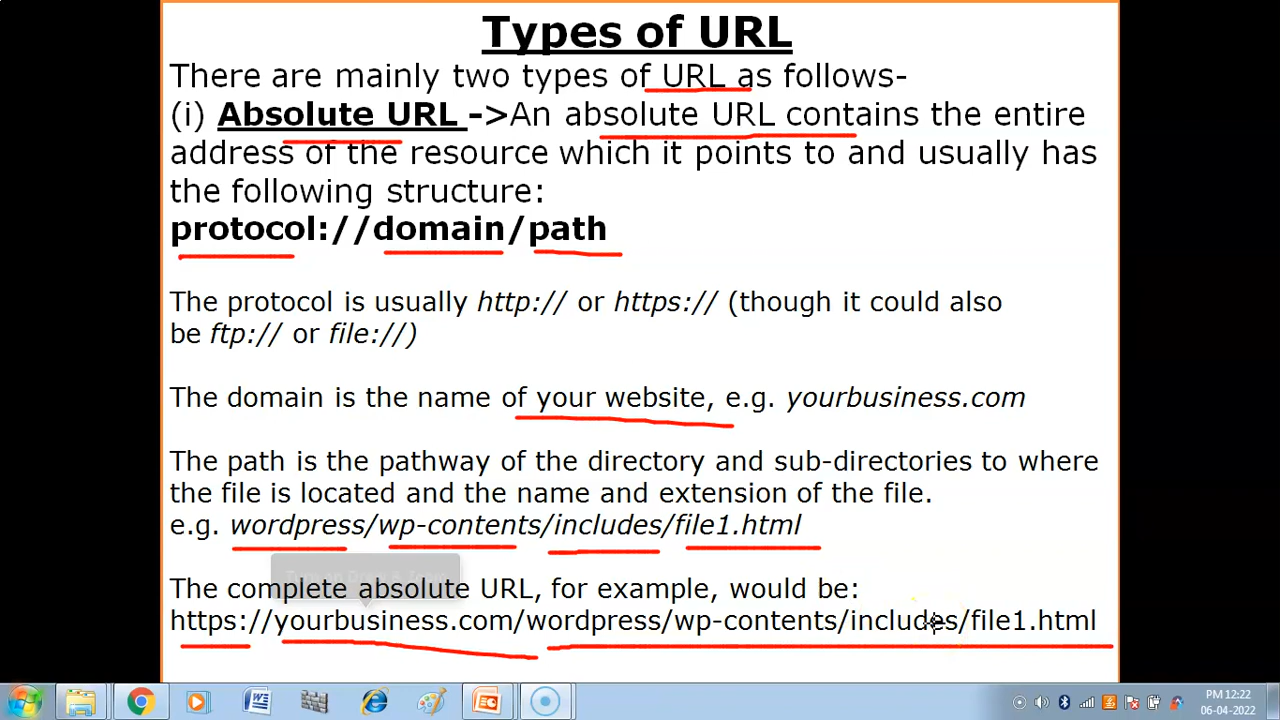 Types of URL
There are mainly two types of URL as follows-
(i) Absolute URL ->An absolute URL contains the entire
address of the resource which it points to and usually has
the following structure:
protocol://domain/path
The protocol is usually http:// or https:// (though it could also
be ftp:// or file://)
The domain is the name of your website, e.g. yourbusiness.com
The path is the pathway of the directory and sub-directories to where
the file is located and the name and extension of the file.
e.g. wordpress/wp-contents/includes/file1.html
The complete absolute URL, for example, would be:
https://yourbusiness.com/wordpress/wp-contents/includes/file1.html
PM 12:22
06-04-2022